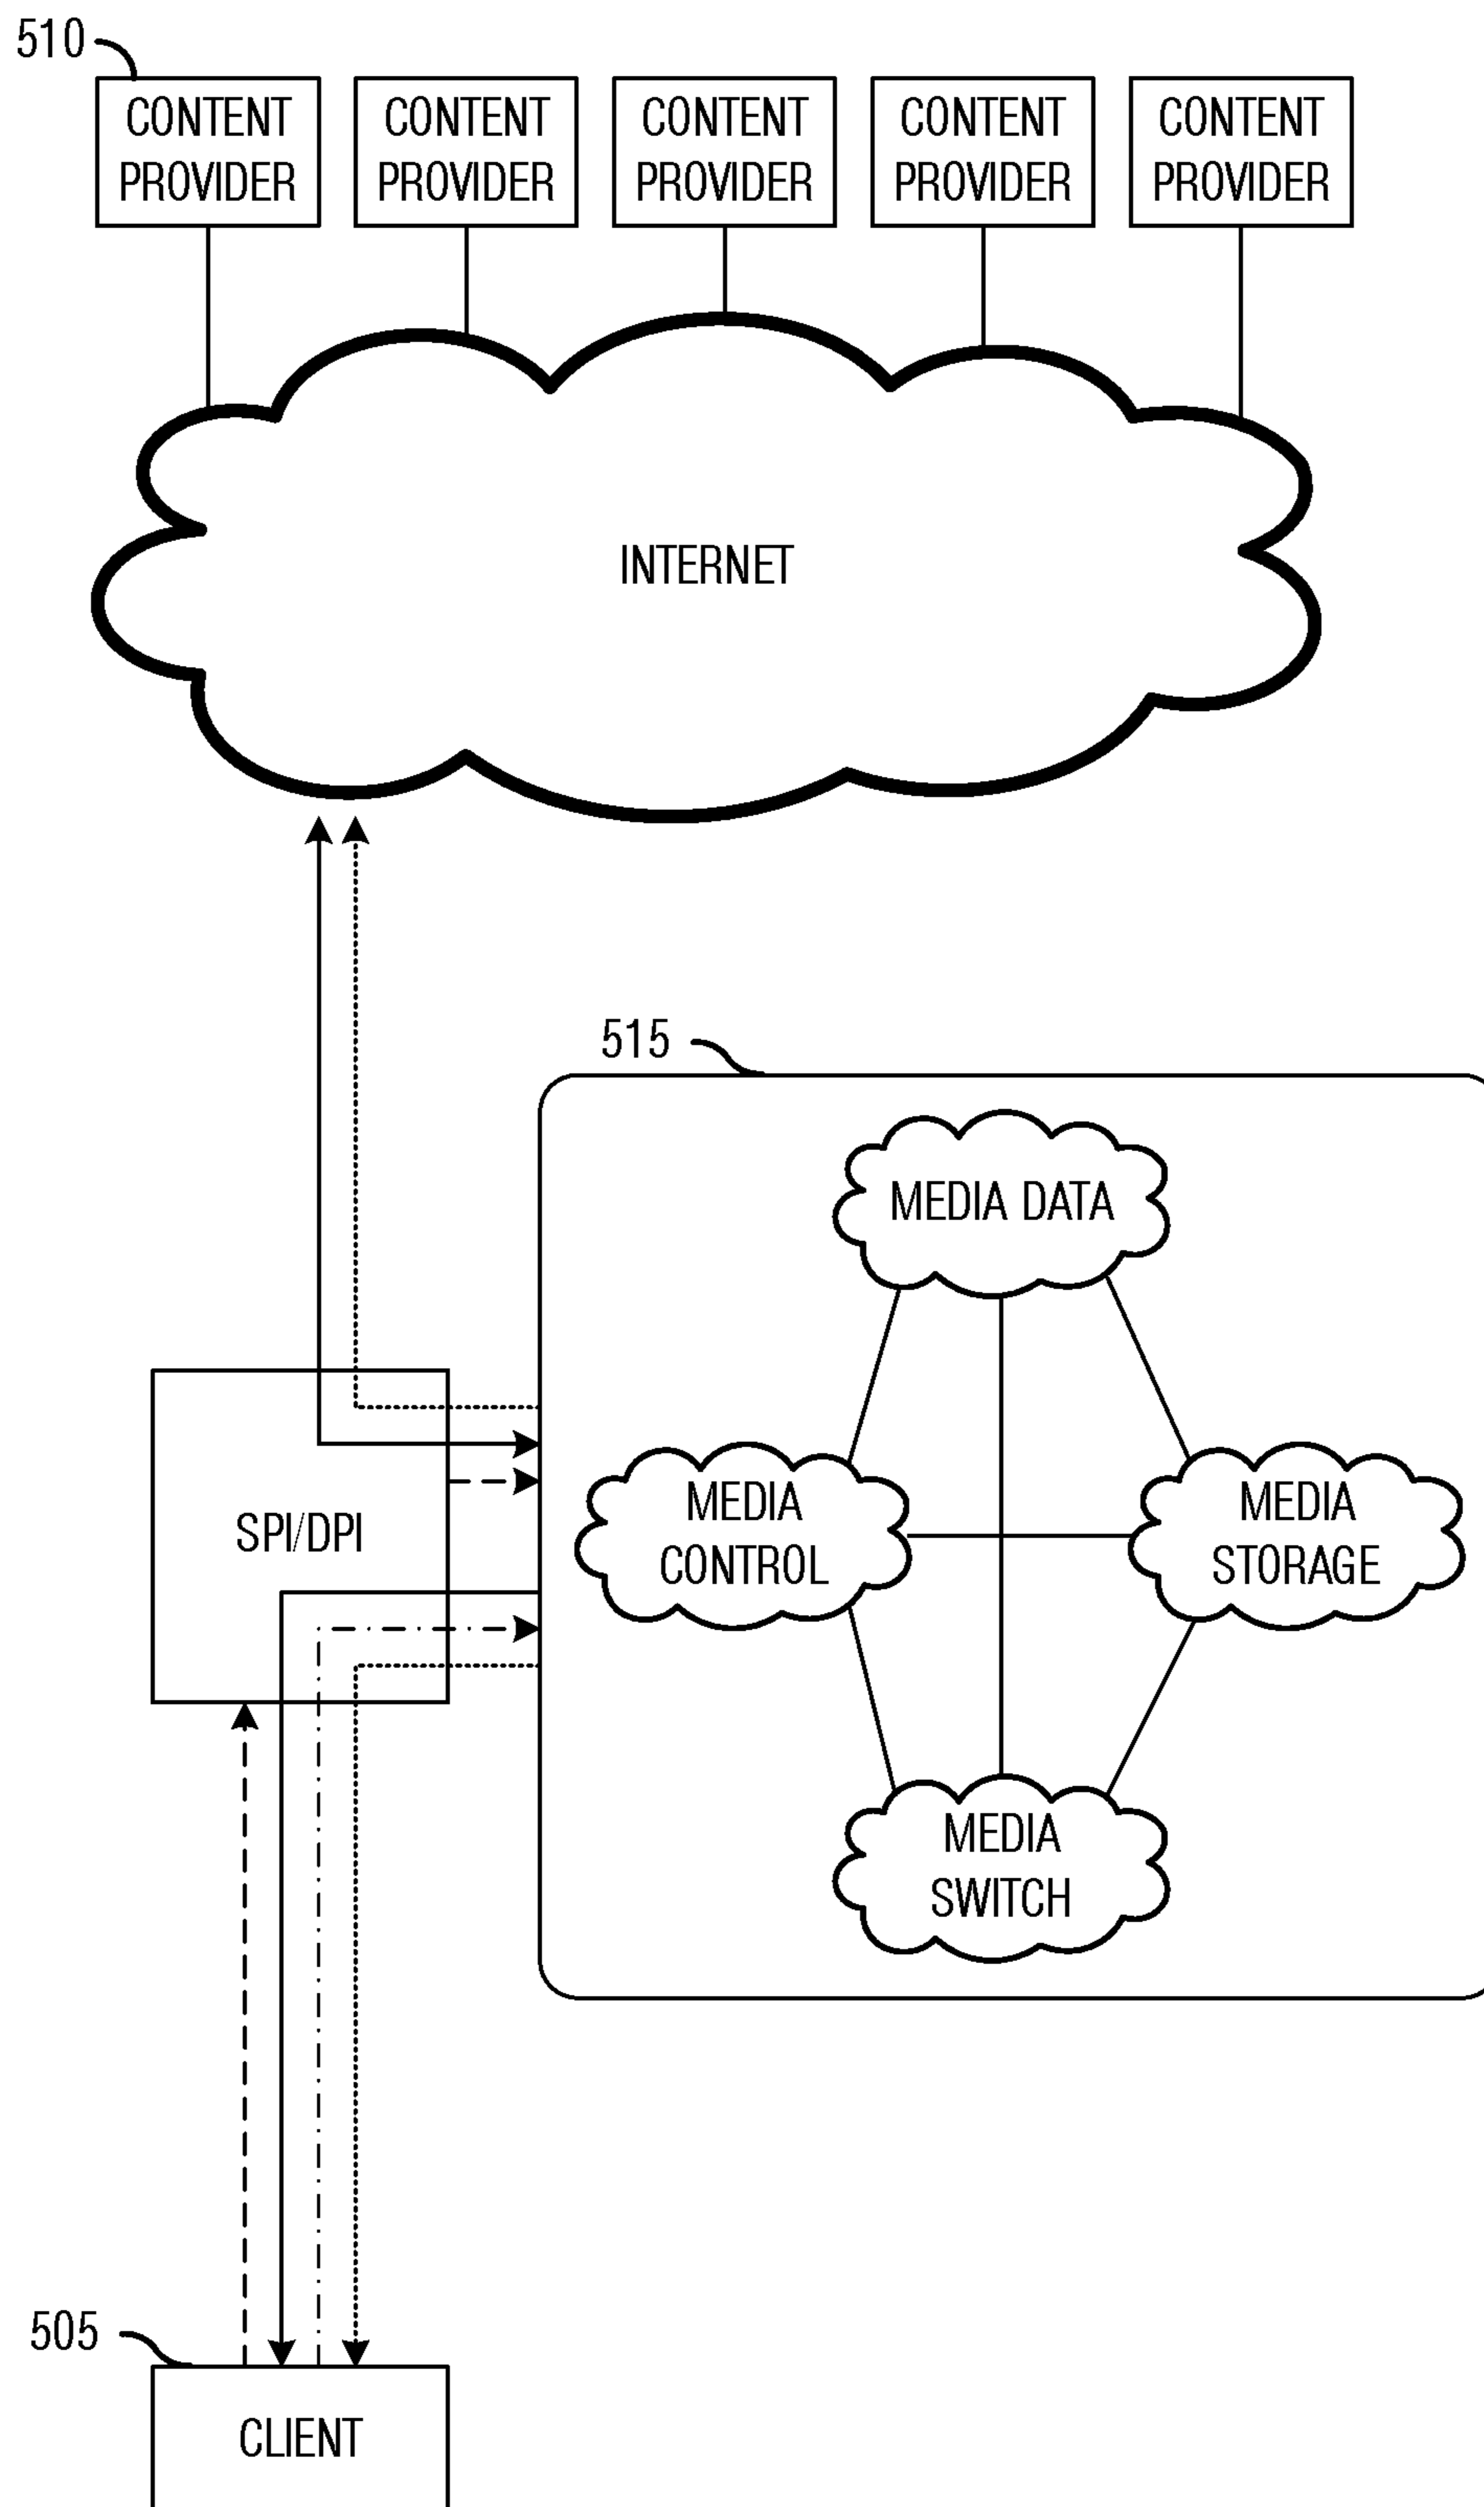 510
CONTENT
PROVIDER
CONTENT
PROVIDER
CONTENT
PROVIDER
CONTENT
PROVIDER
CONTENT
PROVIDER
INTERNET
515
MEDIA DATA
SPI/DPI
MEDIA
CONTROL
MEDIA
STORAGE
MEDIA
SWITCH
505
CLIENT